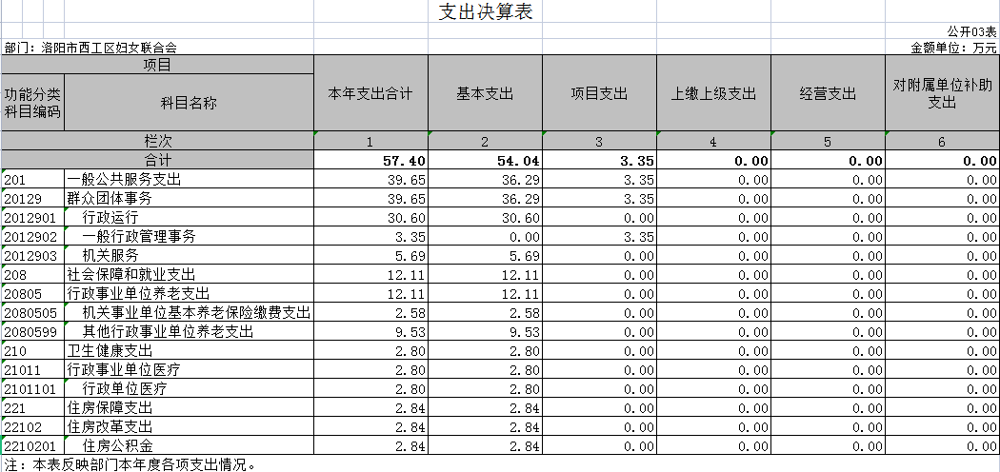 支出决算表
公开03表
部门：洛阳市西工区妇女联合会 金额单位：万元
项目 本年支出合计 基本支出 项目支出 上缴上级支出 经营支出 对附属单位补助支出
功能分类科目编码 科目名称
栏次 1 2 3 4 5 6
合计 57.40 54.04 3.35 0.00 0.00 0.00
201 一般公共服务支出 39.65 36.29 3.35 0.00 0.00 0.00
20129 群众团体事务 39.65 36.29 3.35 0.00 0.00 0.00
2012901 行政运行 30.60 30.60 0.00 0.00 0.00 0.00
2012902 一般行政管理事务 3.35 0.00 3.35 0.00 0.00 0.00
2012903 机关服务 5.69 5.69 0.00 0.00 0.00 0.00
208 社会保障和就业支出 12.11 12.11 0.00 0.00 0.00 0.00
20805 行政事业单位养老支出 12.11 12.11 0.00 0.00 0.00 0.00
2080505 机关事业单位基本养老保险缴费支出 2.58 2.58 0.00 0.00 0.00 0.00
2080599 其他行政事业单位养老支出 9.53 9.53 0.00 0.00 0.00 0.00
210 卫生健康支出 2.80 2.80 0.00 0.00 0.00 0.00
21011 行政事业单位医疗 2.80 2.80 0.00 0.00 0.00 0.00
2101101 行政单位医疗 2.80 2.80 0.00 0.00 0.00 0.00
221 住房保障支出 2.84 2.84 0.00 0.00 0.00 0.00
22102 住房改革支出 2.84 2.84 0.00 0.00 0.00 0.00
2210201 住房公积金 2.84 2.84 0.00 0.00 0.00 0.00
注：本表反映部门本年度各项支出情况。